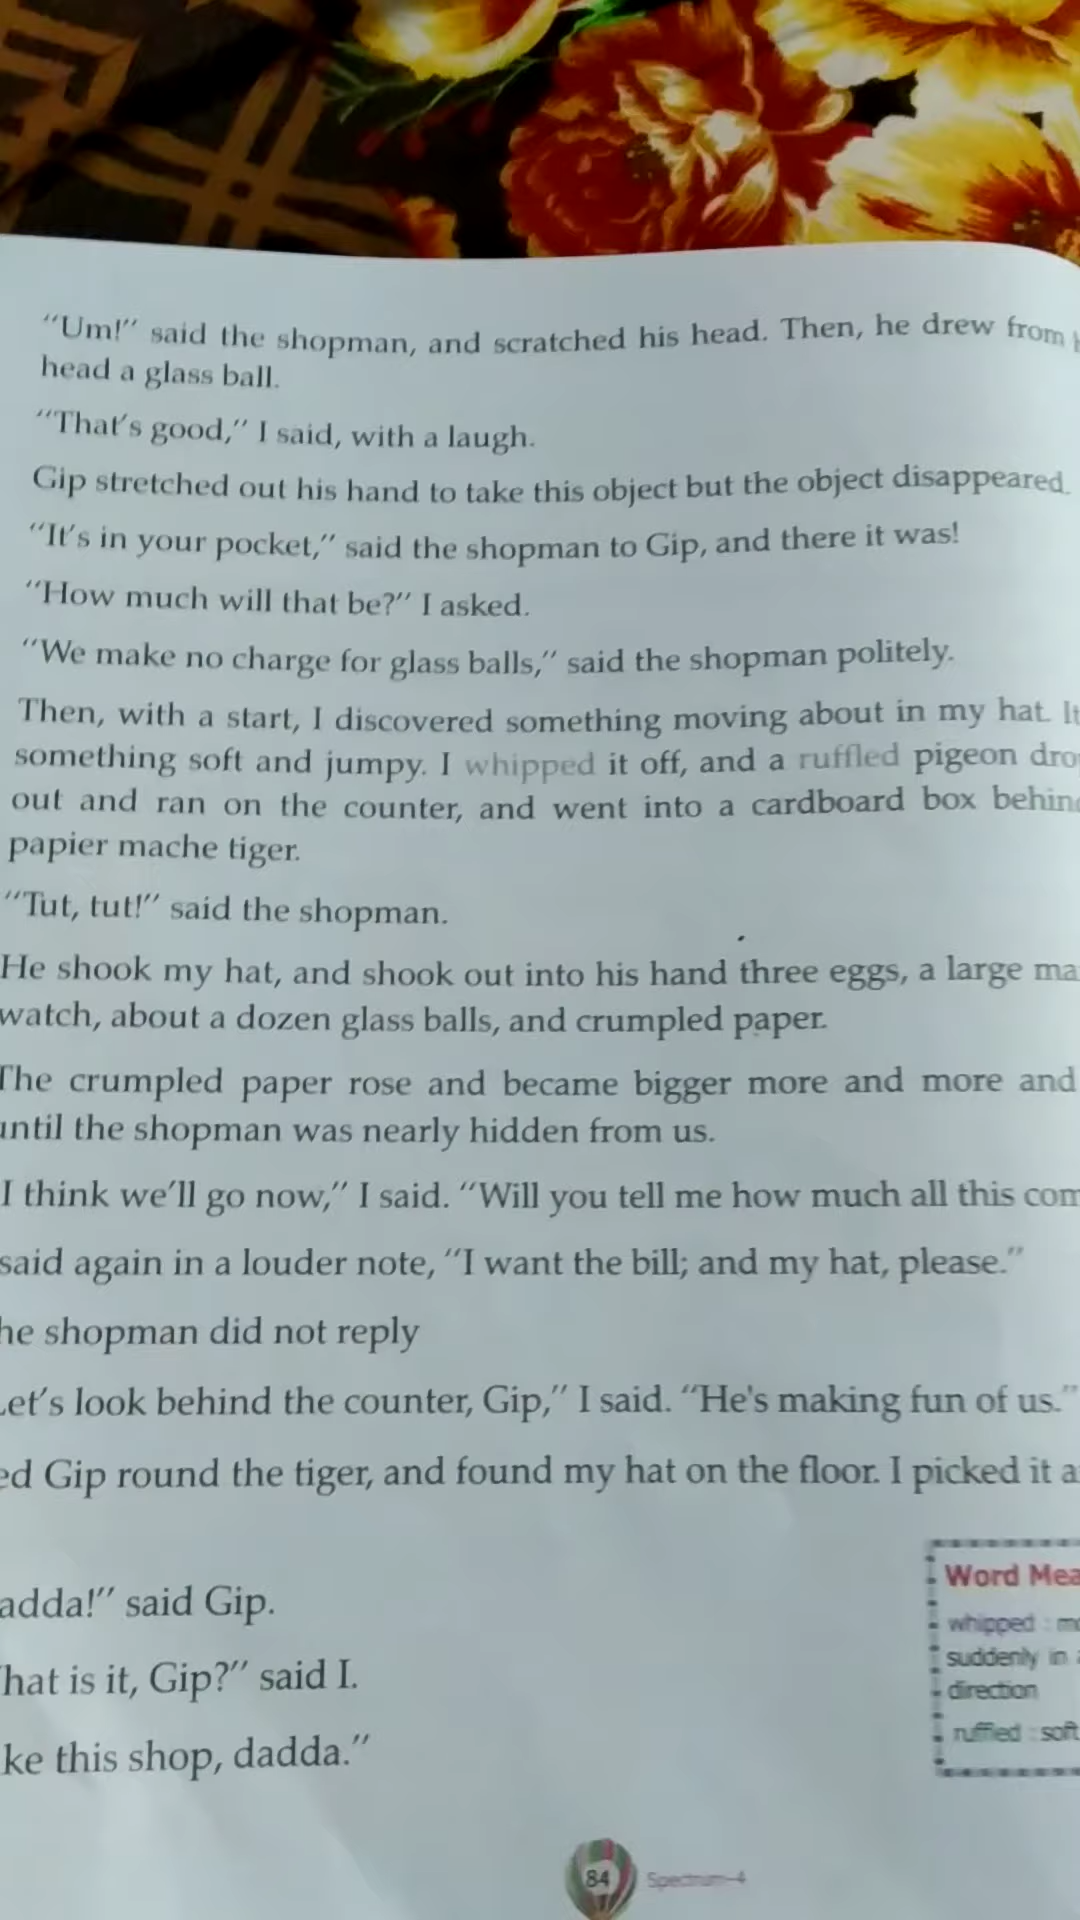 "Um!" said the shopman, and scratched his head. Then, he drew from
head a glass ball.
"That's good," I said, with a laugh.
Gip stretched out his hand to take this object but the object disappeared.
"It's in your pocket," said the shopman to Gip, and there it was!
"How much will that be?" I asked.
"We make no charge for glass balls," said the shopman politely.
Then, with a start, I discovered something moving about in my hat. It
something soft and jumpy. I whipped it off, and a ruffled pigeon dro
out and ran on the counter, and went into a cardboard box behin
papier mache tiger.
"Tut, tut!" said the shopman.
He shook my hat, and shook out into his hand three eggs, a large ma
watch, about a dozen glass balls, and crumpled paper.
The crumpled paper rose and became bigger more and more and
until the shopman was nearly hidden from us.
I think we'll go now," I said. "Will you tell me how much all this com
said again in a louder note, "I want the bill; and my hat, please."
he shopman did not reply
Let's look behind the counter, Gip," I said. "He's making fun of us."
ed Gip round the tiger, and found my hat on the floor. I picked it a
adda!" said Gip.
hat is it, Gip?" said I.
ke this shop, dadda."
Word Mea
whipped : mo
suddenly in a
direction
ruffled : soft
84 Spectrum-4